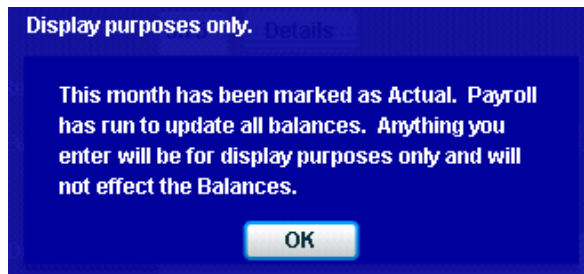 Display purposes only.
Details
This month has been marked as Actual. Payroll
has run to update all balances. Anything you
enter will be for display purposes only and will
not effect the Balances.
OK